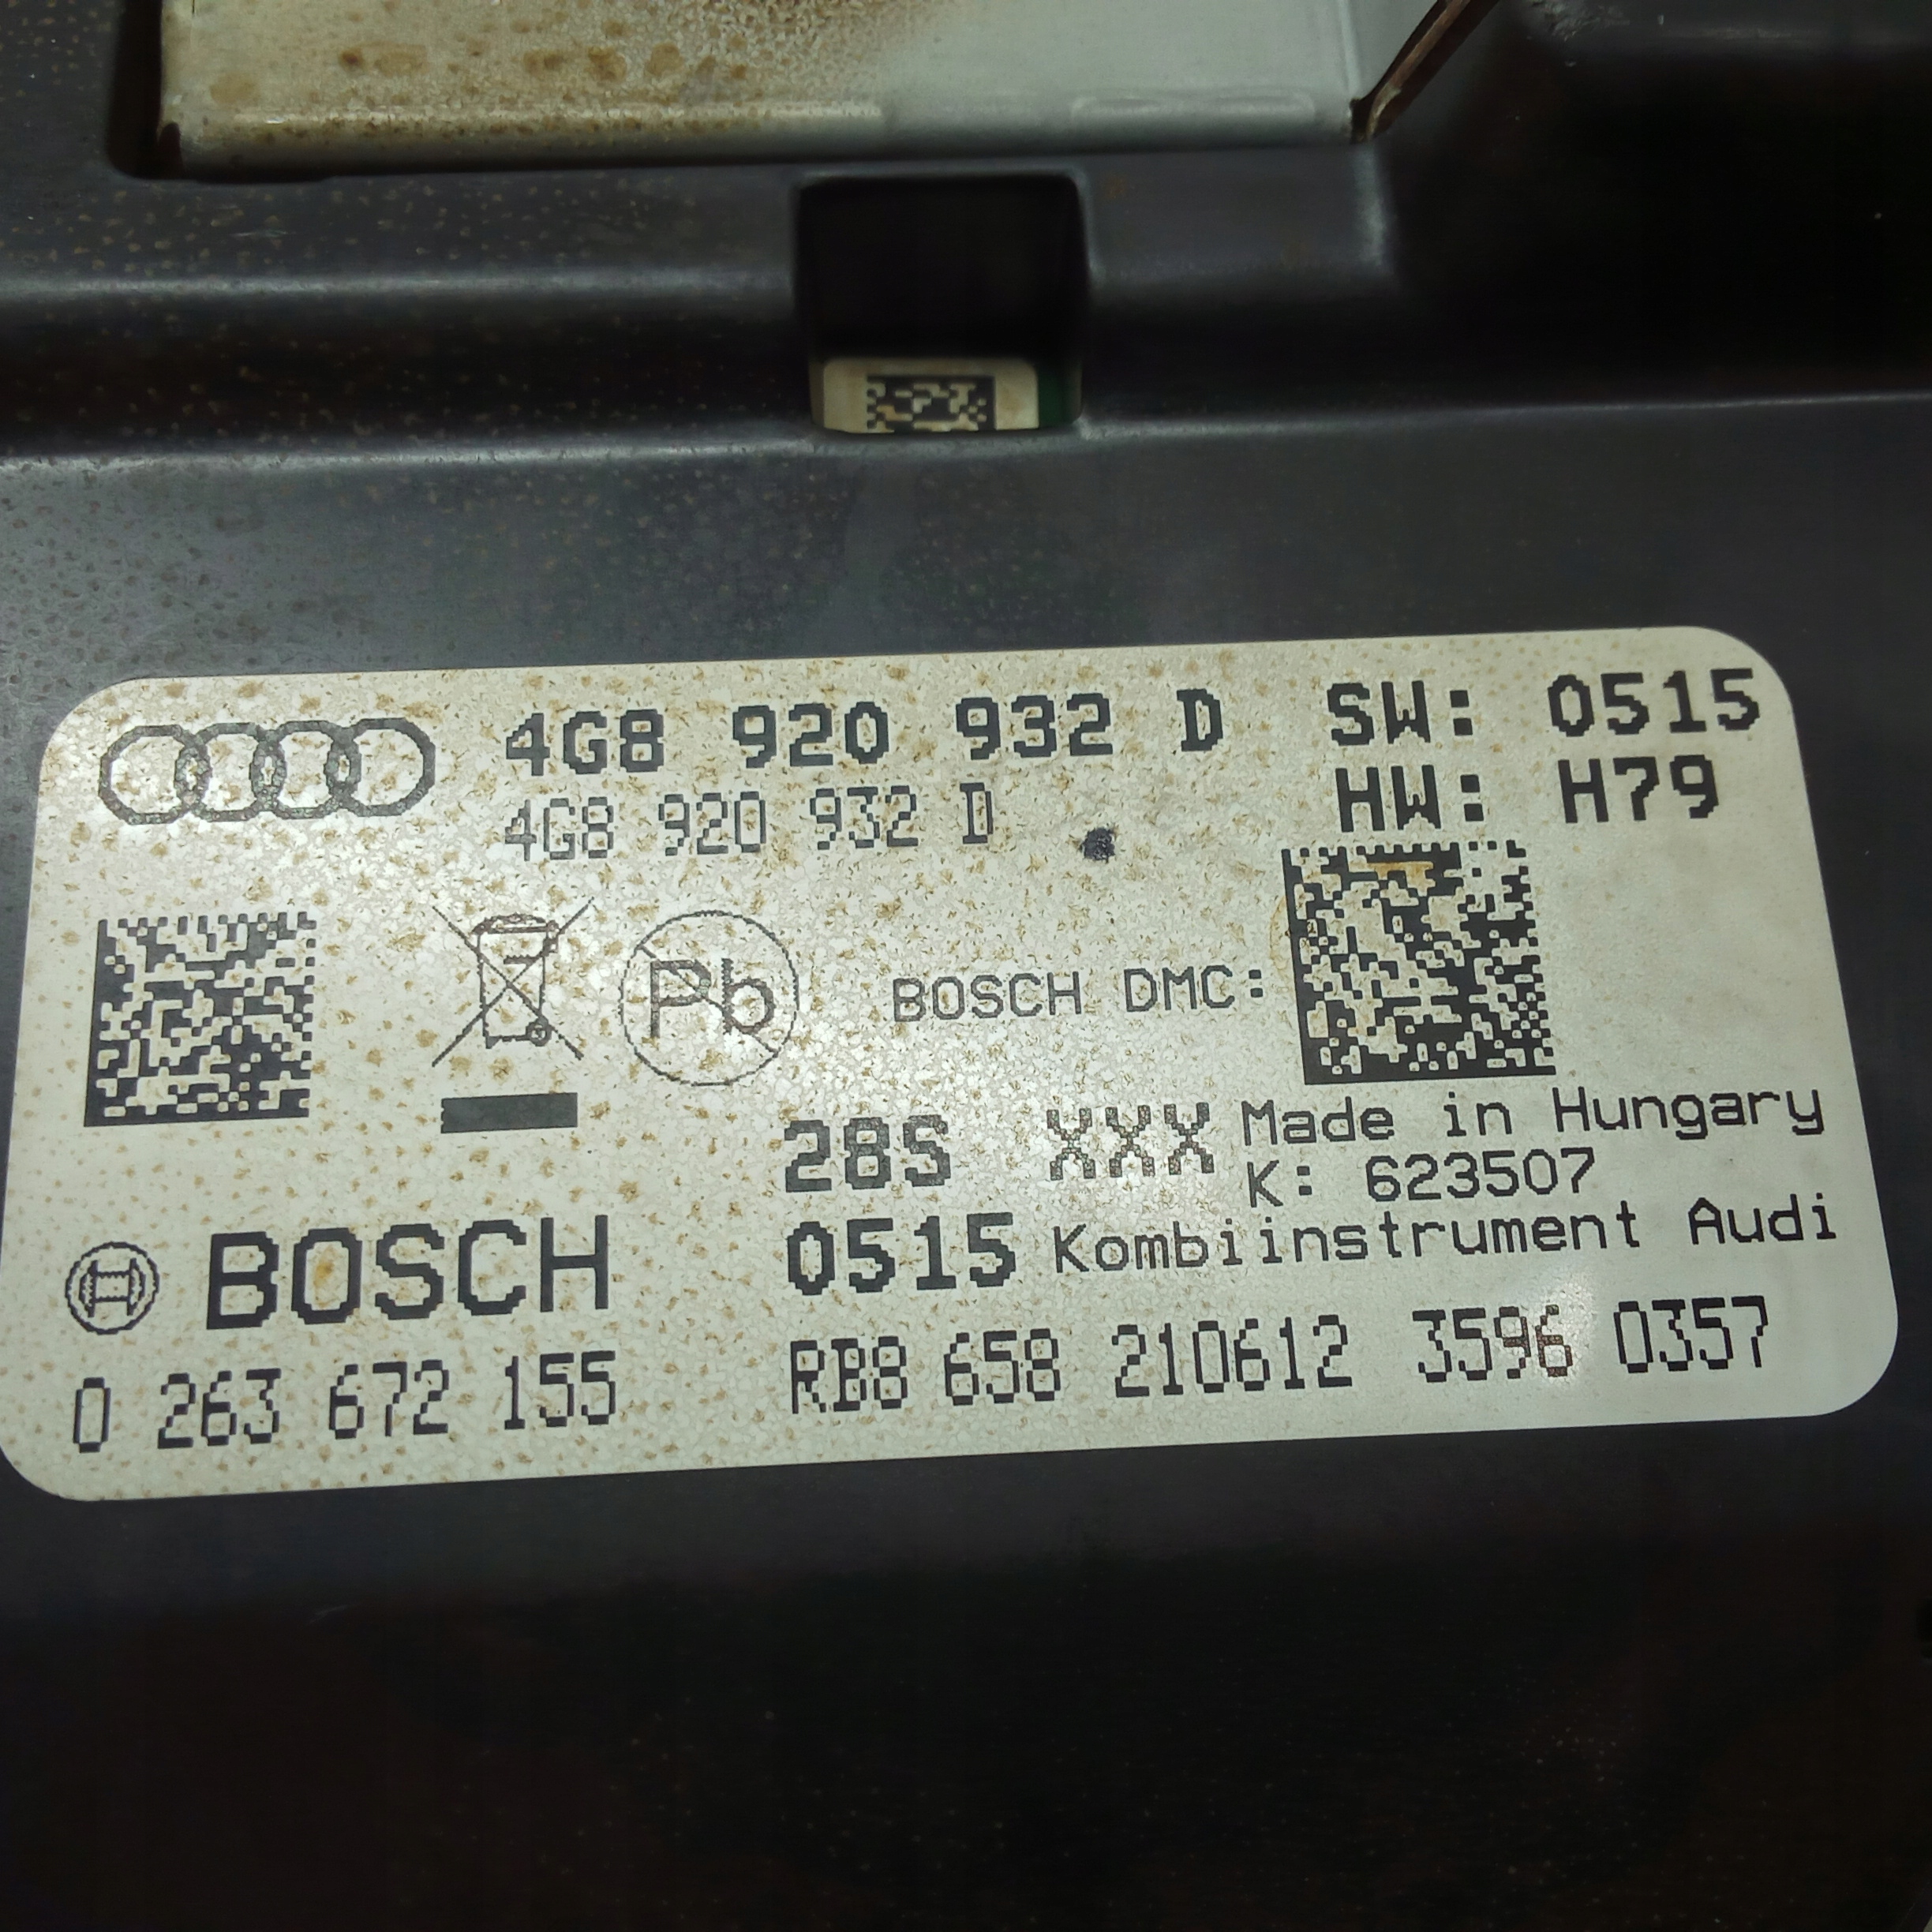 4G8 920 932 D SW: 0515
4G8 920 932 D HW: H79
Pb BOSCH DMC:
28S XXX Made in Hungary
K: 623507
BOSCH 0515 Kombiinstrument Audi
0 263 672 155 RB8 658 210612 3596 0357